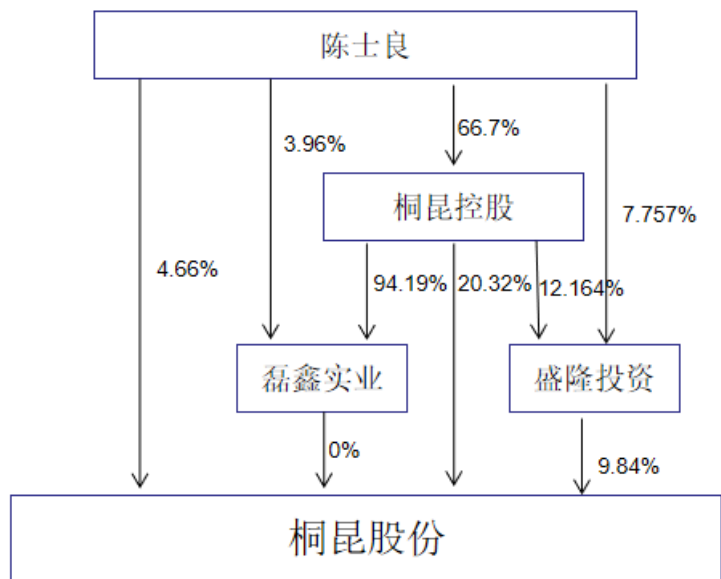 陈士良
66.7%
3.96%
桐昆控股
7.757%
4.66%
94.19%
20.32%
12.164%
磊鑫实业
盛隆投资
0%
9.84%
桐昆股份